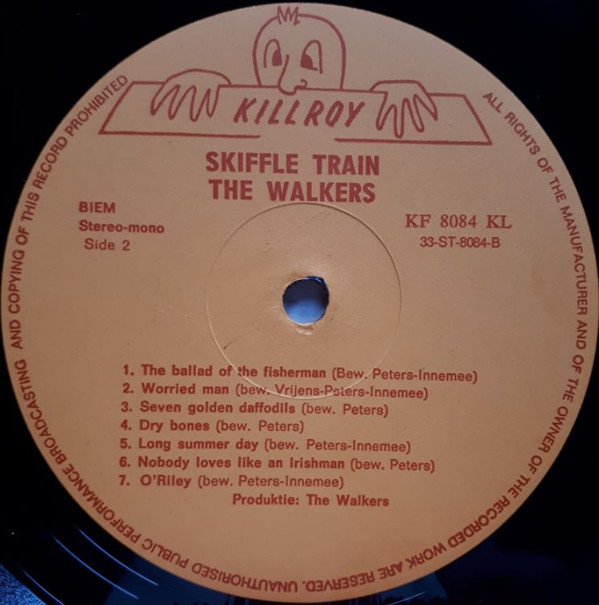 KILLROY
SKIFFLE TRAIN
THE WALKERS
BIEM
Stereo-mono
Side 2
KF 8084 KL
33-ST-8084-B
1. The ballad of the fisherman (Bew. Peters-Innemee)
2. Worried man (bew. Vrijens-Peters-Innemee)
3. Seven golden daffodils (bew. Peters)
4. Dry bones (bew. Peters)
5. Long summer day (bew. Peters-Innemee)
6. Nobody loves like an Irishman (bew. Peters)
7. O'Riley (bew. Peters-Innemee)
Produktie: The Walkers
ALL RIGHTS OF THE MANUFACTURER AND OF THE OWNER OF THE RECORDED WORK ARE RESERVED. UNAUTHORISED PUBLIC PERFORMANCE BROADCASTING AND COPYING OF THIS RECORD PROHIBITED